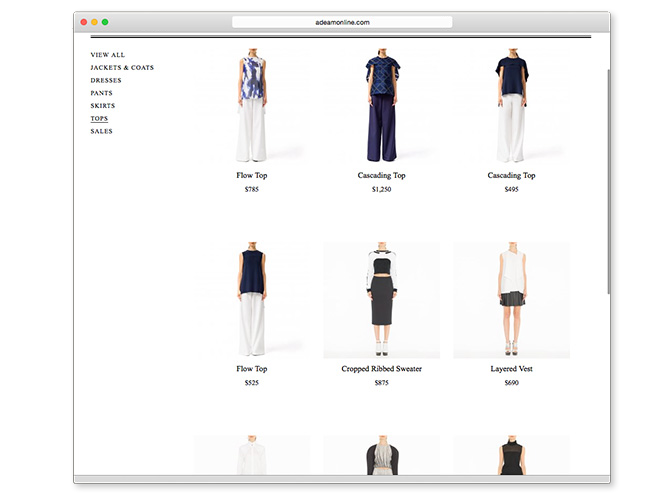 adeamonline.com
VIEW ALL
JACKETS & COATS
DRESSES
PANTS
SKIRTS
TOPS
SALES
Flow Top
$785
Cascading Top
$1,250
Cascading Top
$495
Flow Top
$525
Cropped Ribbed Sweater
$875
Layered Vest
$690